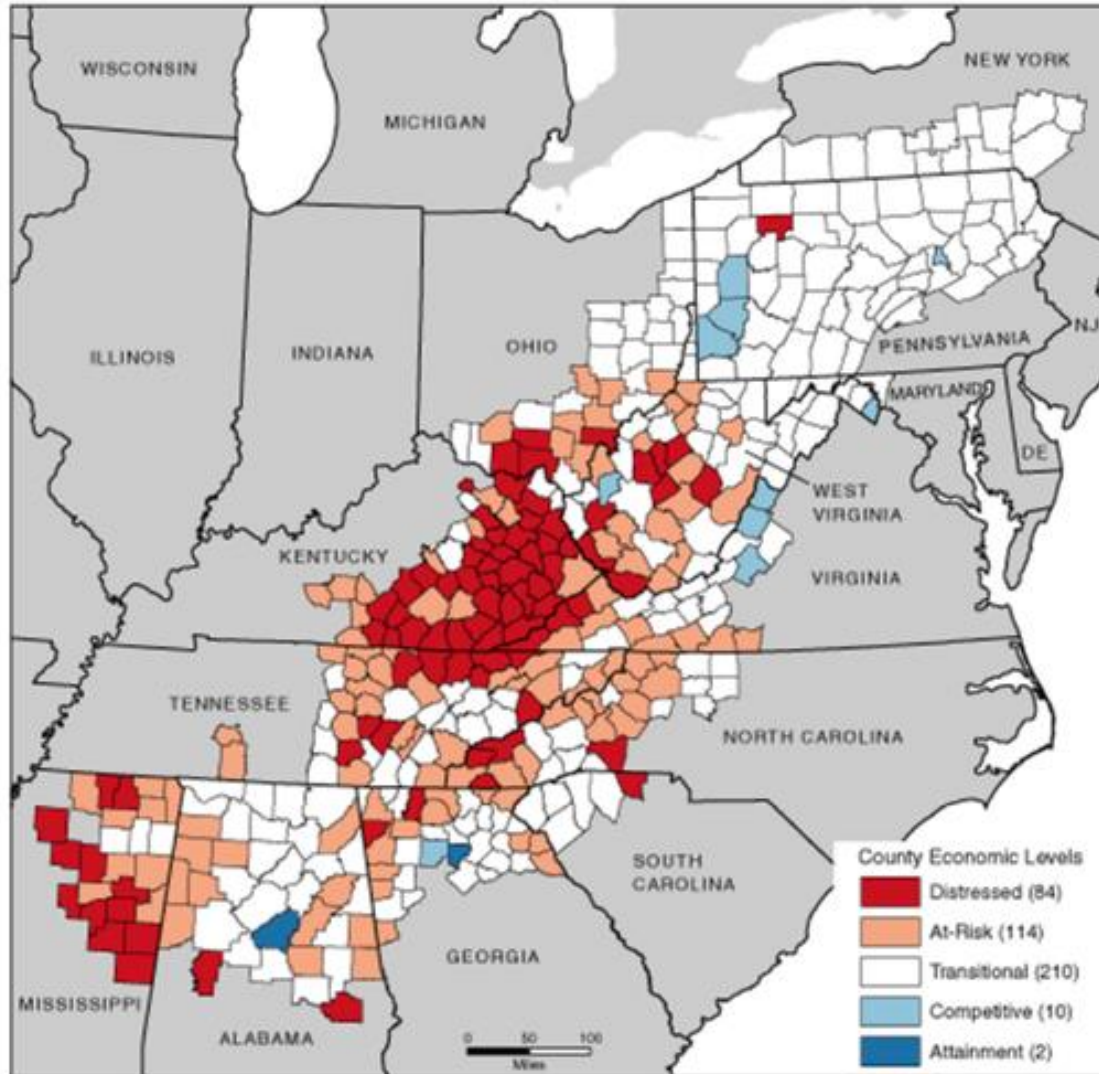 WISCONSIN
NEW YORK
MICHIGAN
ILLINOIS
INDIANA
OHIO
PENNSYLVANIA
NJ
MARYLAND
DE
WEST
VIRGINIA
KENTUCKY
VIRGINIA
TENNESSEE
NORTH CAROLINA
SOUTH
CAROLINA
GEORGIA
MISSISSIPPI
ALABAMA
0 50 100
Miles
County Economic Levels
Distressed (84)
At-Risk (114)
Transitional (210)
Competitive (10)
Attainment (2)